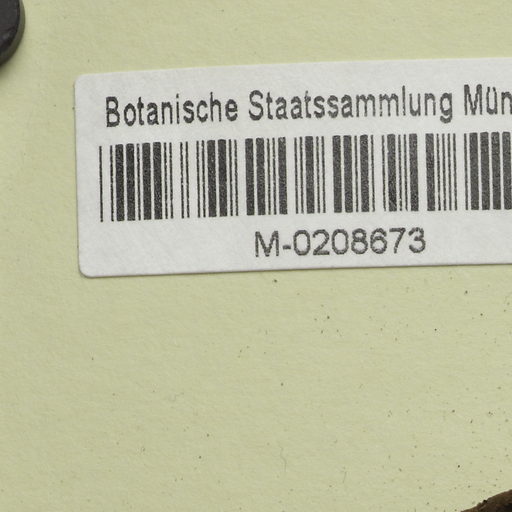 Botanische Staatssammlung Mün
M-0208673